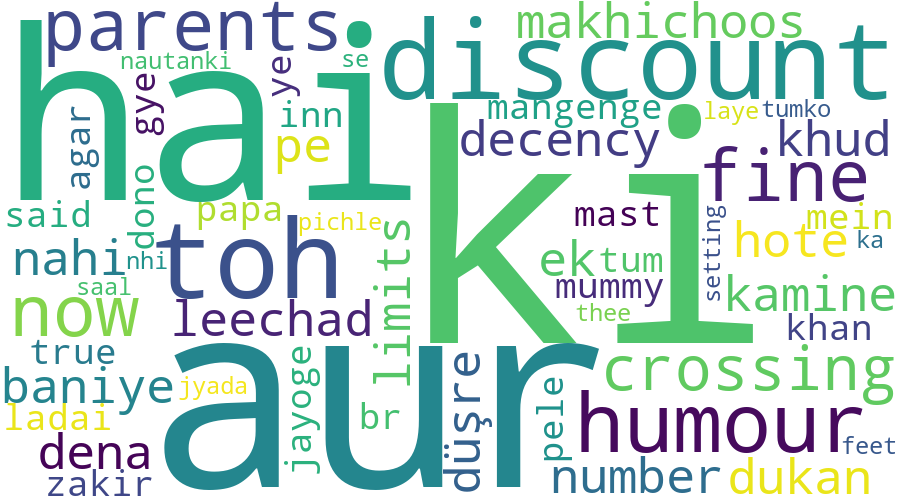 parents
hai
discount
makhichoos
nautanki
se
ye
gye
agar
inn
pe
mangenge
laye
tumko
decency
khud
ki
fine
said
dono
papa
pichle
limits
mast
setting
hote
mein
ka
nahi
nhi
toh
ek
tum
saal
mummy
kamine
now
leechad
thee
khan
true
aur
crossing
baniye
jyada
jayoge
düşre
pele
ladai
br
humour
feet
dena
zakir
number
dukan